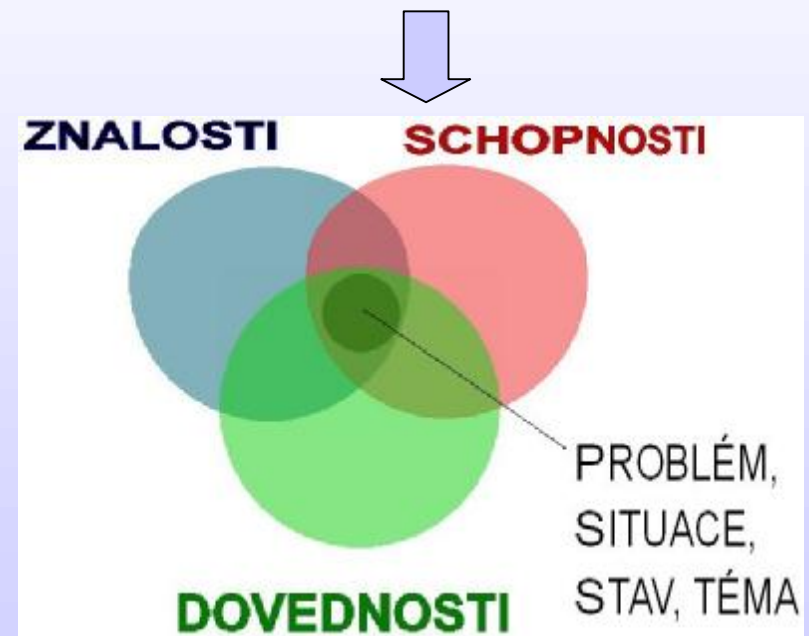 ZNALOSTI
SCHOPNOSTI
PROBLÉM,
SITUACE,
STAV, TÉMA
DOVEDNOSTI